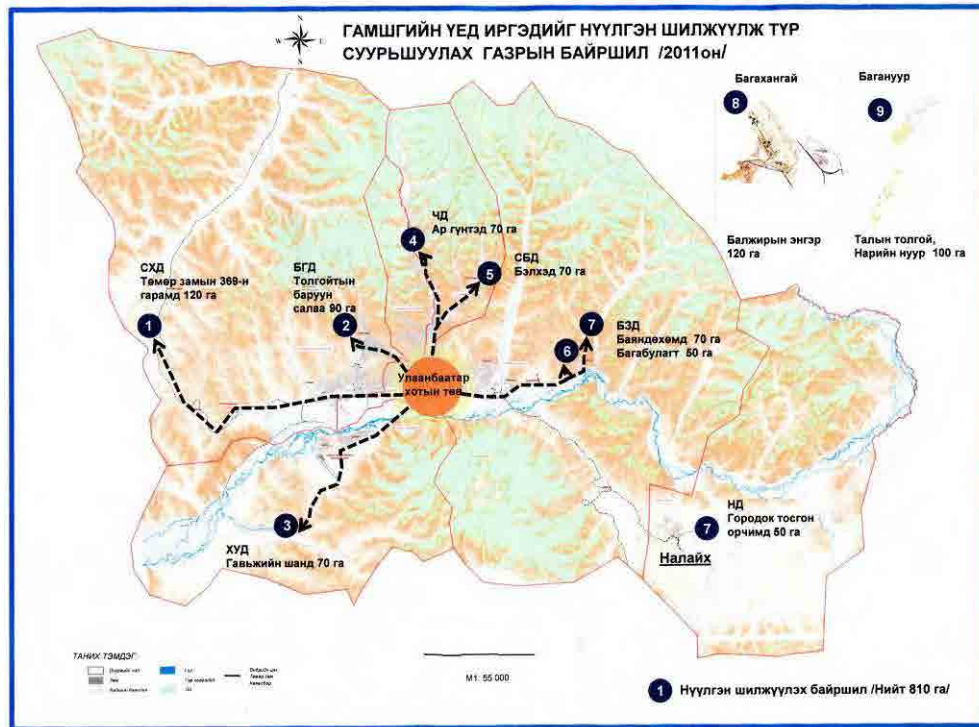 ГАМШГИЙН ҮЕД ИРГЭДИЙГ НҮҮЛГЭН ШИЛЖҮҮЛЖ ТҮР
СУУРЬШУУЛАХ ГАЗРЫН БАЙРШИЛ /2011он/
N
W
E
S
Багахангай
8
Балжирын энгэр
120 га
Багануур
9
Талын толгой,
Нарийн нуур 100 га
ЧД
Ар гүнтэд 70 га
4
СБД
Бэлхэд 70 га
5
СХД
Төмөр замын 369-н
гарамд 120 га
1
БГД
Толгойтын
баруун
салаа 90 га
2
БЗД
Баяндөхөмд 70 га
Багабулагт 50 га
7
6
Улаанбаатар
хотын төв
3
ХУД
Гавьжийн шанд 70 га
НД
Городок тосгон
орчимд 50 га
7
Налайх
ТАНИХ ТЭМДЭГ:
М1: 55 000
1 Нүүлгэн шилжүүлэх байршил /Нийт 810 га/